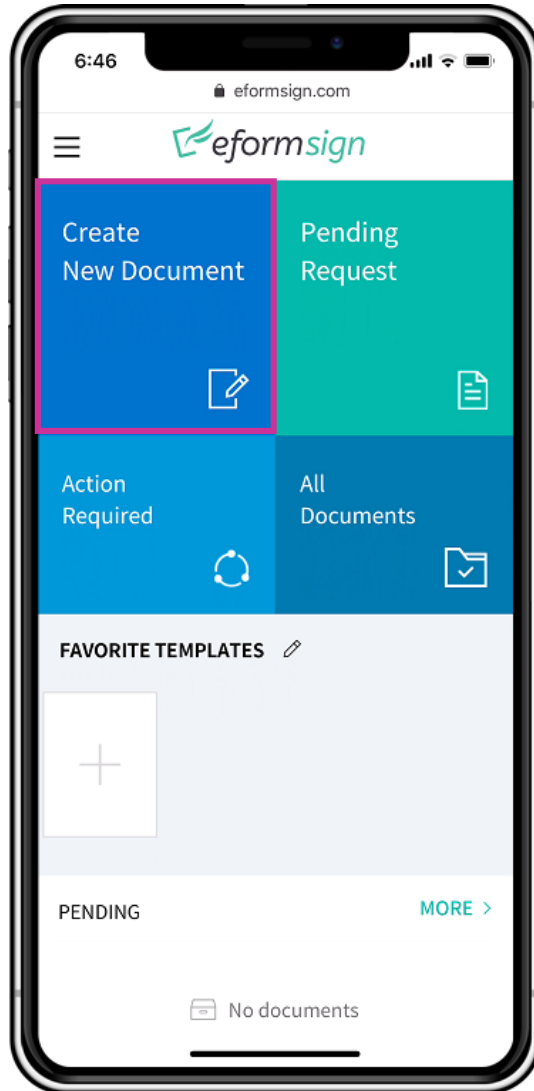 6:46
eformsign.com
eformsign
Create
New Document
Pending
Request
Action
Required
All
Documents
FAVORITE TEMPLATES
PENDING
MORE >
No documents